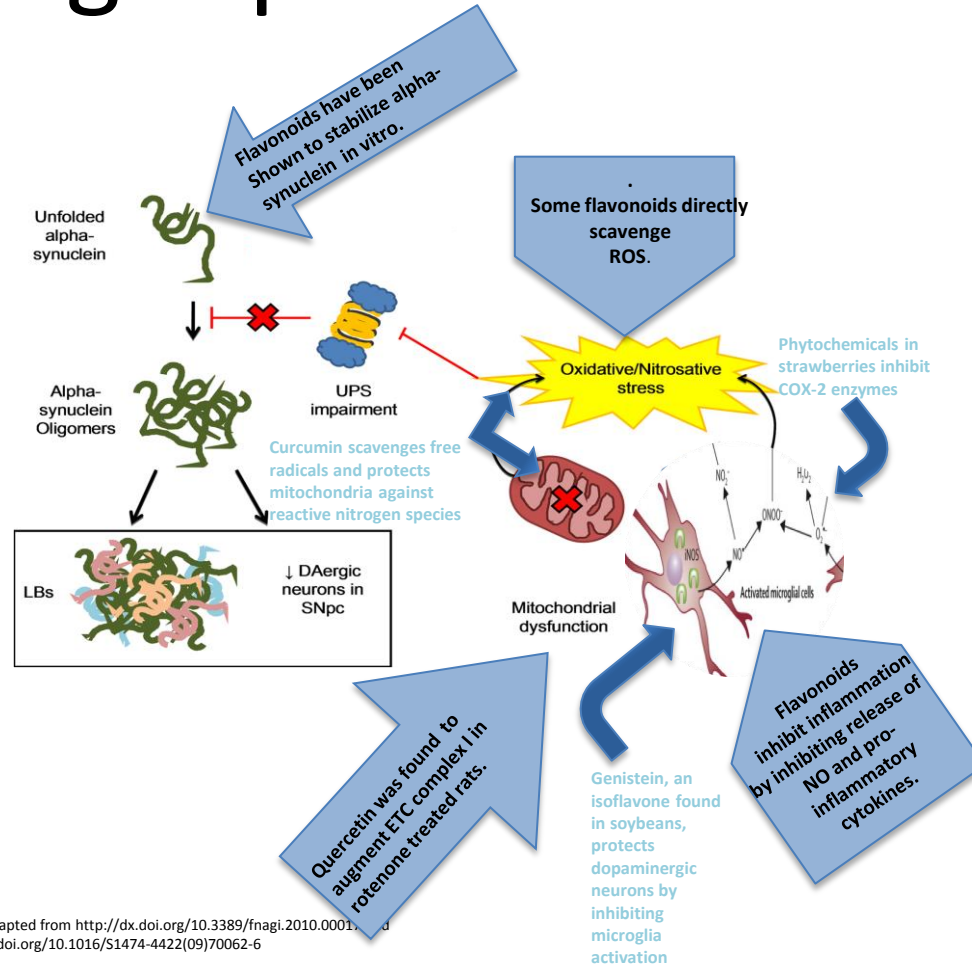 Flavonoids have been
Shown to stabilize alpha-
synuclein in vitro.
.
Some flavonoids directly
scavenge
ROS.
Unfolded
alpha-
synuclein
UPS
impairment
Oxidative/Nitrosative
stress
Phytochemicals in
strawberries inhibit
COX-2 enzymes
Alpha-
synuclein
Oligomers
Curcumin scavenges free
radicals and protects
mitochondria against
reactive nitrogen species
NO₂⁻
H₂O₂
ONOO⁻
O₂•⁻
iNOS
NO•
Activated microglial cells
LBs
↓ DAergic
neurons in
SNpc
Mitochondrial
dysfunction
Quercetin was found to
augment ETC complex I in
rotenone treated rats.
Genistein, an
isoflavone found
in soybeans,
protects
dopaminergic
neurons by
inhibiting
microglia
activation
Flavonoids
inhibit inflammation
by inhibiting release of
NO and pro-
inflammatory
cytokines.
apted from http://dx.doi.org/10.3389/fnagi.2010.0001
doi.org/10.1016/S1474-4422(09)70062-6